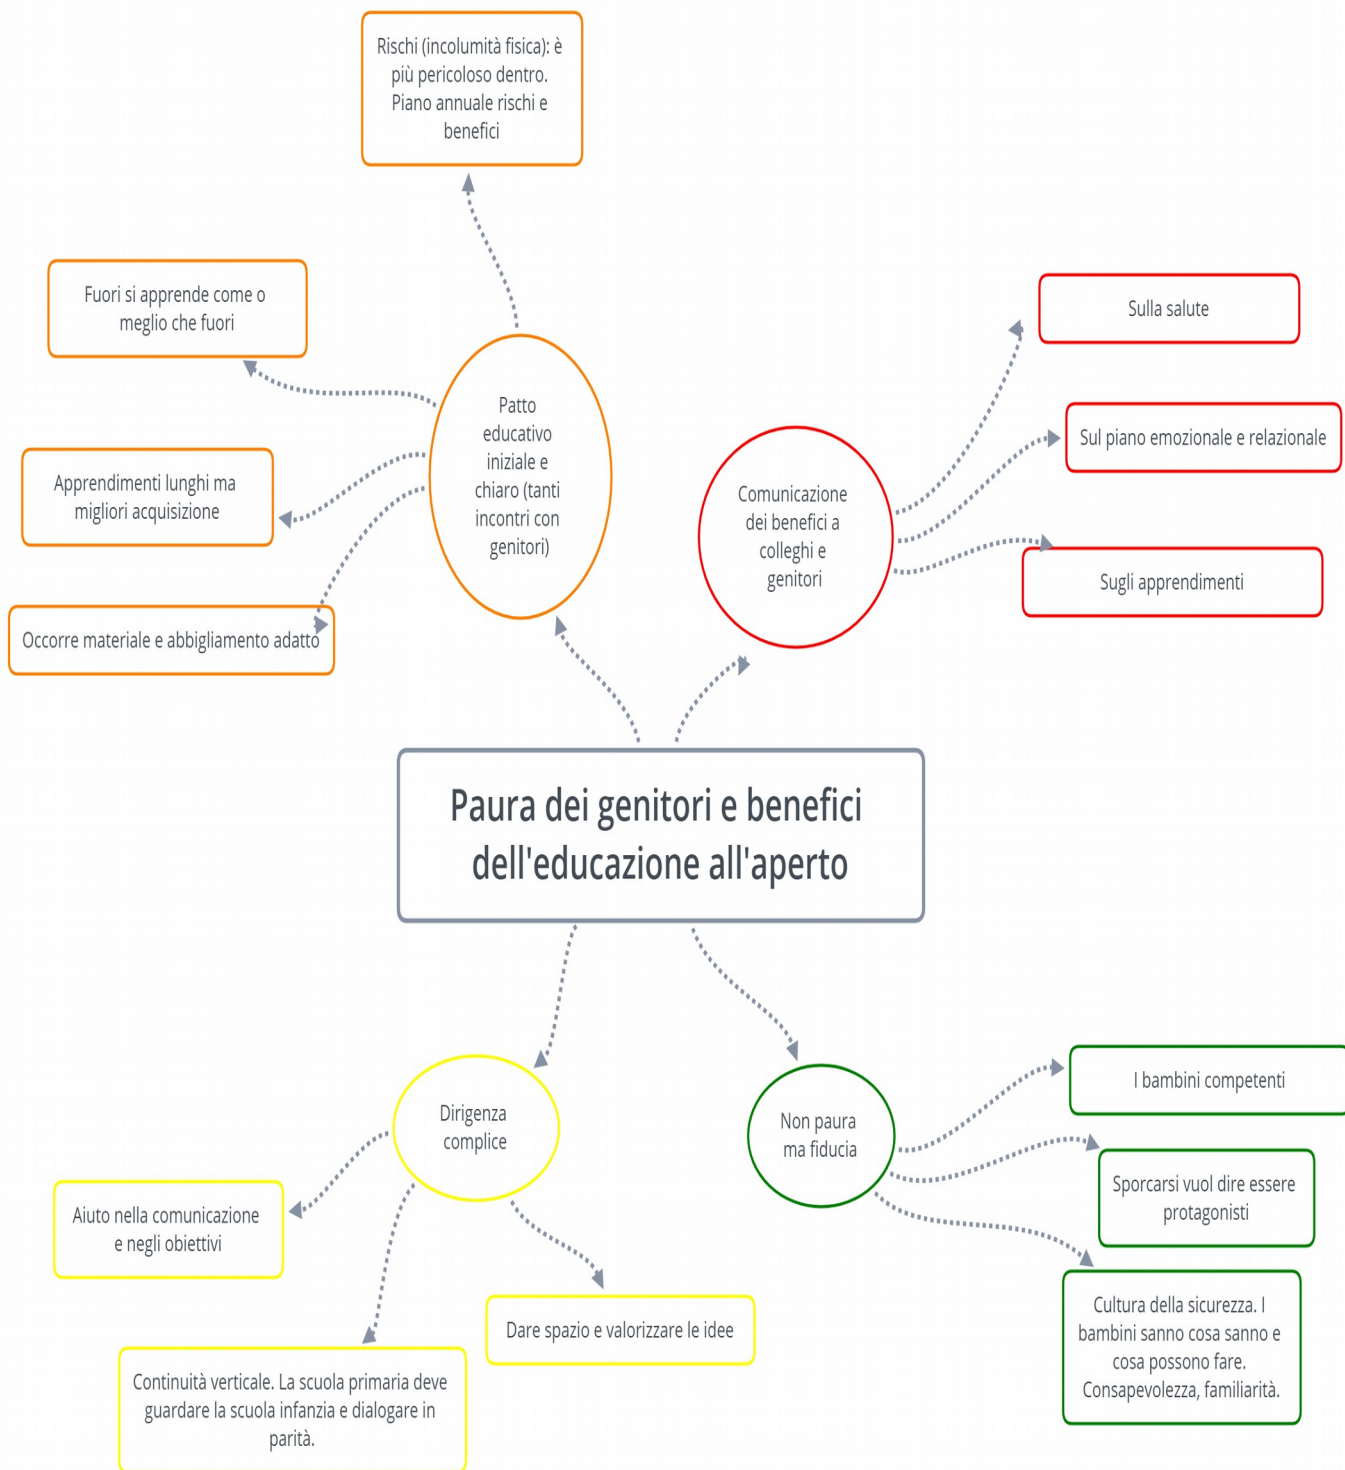 Rischi (incolumità fisica): è
più pericoloso dentro.
Piano annuale rischi e
benefici
Fuori si apprende come o
meglio che fuori
Apprendimenti lunghi ma
migliori acquisizione
Occorre materiale e abbigliamento adatto
Patto
educativo
iniziale e
chiaro (tanti
incontri con
genitori)
Comunicazione
dei benefici a
colleghi e
genitori
Sulla salute
Sul piano emozionale e relazionale
Sugli apprendimenti
Paura dei genitori e benefici
dell'educazione all'aperto
Dirigenza
complice
Aiuto nella comunicazione
e negli obiettivi
Continuità verticale. La scuola primaria deve
guardare la scuola infanzia e dialogare in
parità.
Dare spazio e valorizzare le idee
Non paura
ma fiducia
I bambini competenti
Sporcarsi vuol dire essere
protagonisti
Cultura della sicurezza. I
bambini sanno cosa sanno e
cosa possono fare.
Consapevolezza, familiarità.